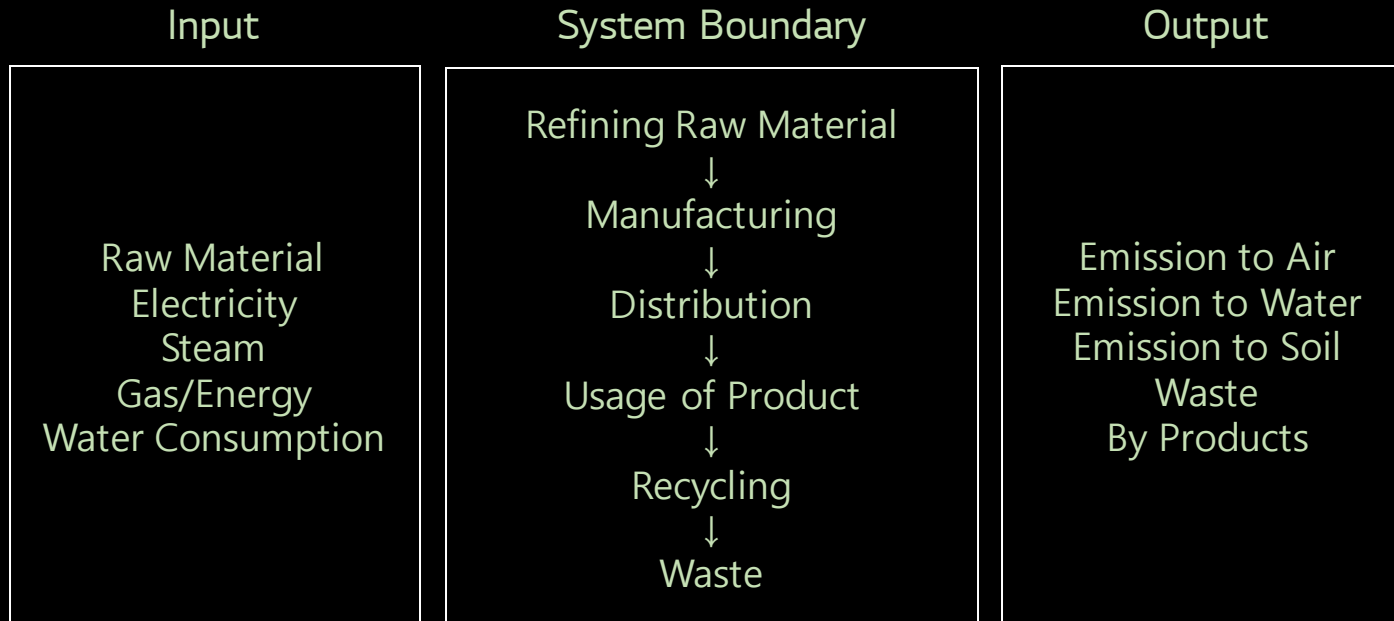 Input
Raw Material
Electricity
Steam
Gas/Energy
Water Consumption
System Boundary
Refining Raw Material
↓
Manufacturing
↓
Distribution
↓
Usage of Product
↓
Recycling
↓
Waste
Output
Emission to Air
Emission to Water
Emission to Soil
Waste
By Products